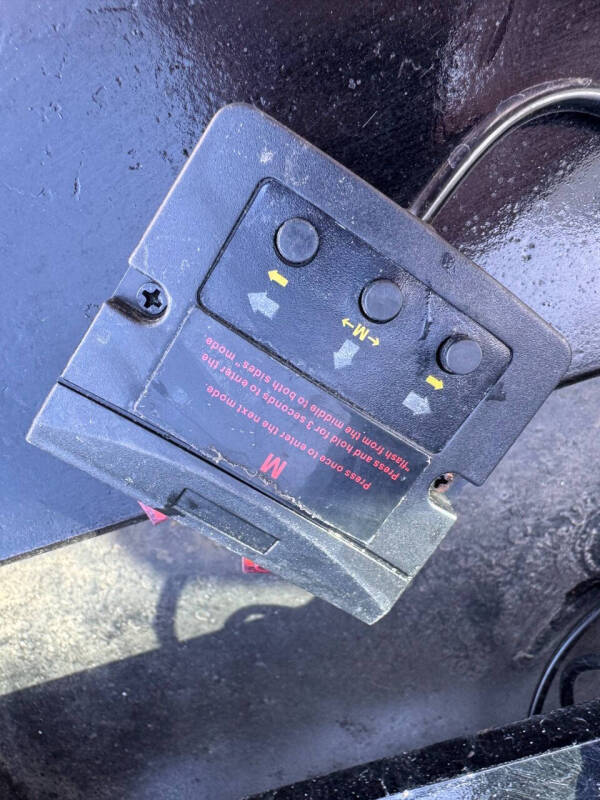 ←M→
M
Press once to enter the next mode.
Press and hold for 3 seconds to enter the
"flash from the middle to both sides" mode